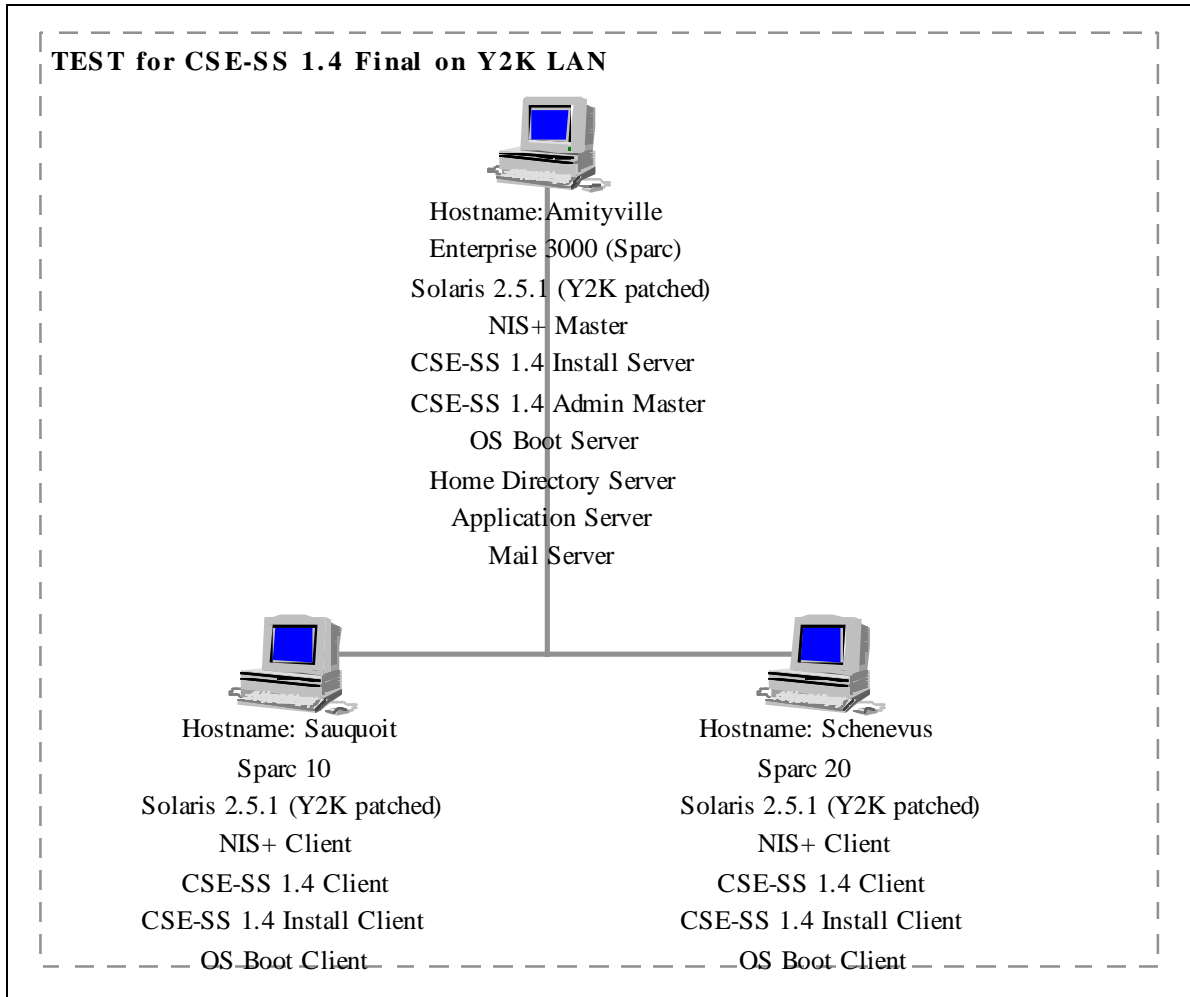 TEST for CSE-SS 1.4 Final on Y2K LAN
Hostname:Amityville
Enterprise 3000 (Sparc)
Solaris 2.5.1 (Y2K patched)
NIS+ Master
CSE-SS 1.4 Install Server
CSE-SS 1.4 Admin Master
OS Boot Server
Home Directory Server
Application Server
Mail Server
Hostname: Sauquoit
Sparc 10
Solaris 2.5.1 (Y2K patched)
NIS+ Client
CSE-SS 1.4 Client
CSE-SS 1.4 Install Client
OS Boot Client
Hostname: Schenevus
Sparc 20
Solaris 2.5.1 (Y2K patched)
NIS+ Client
CSE-SS 1.4 Client
CSE-SS 1.4 Install Client
OS Boot Client